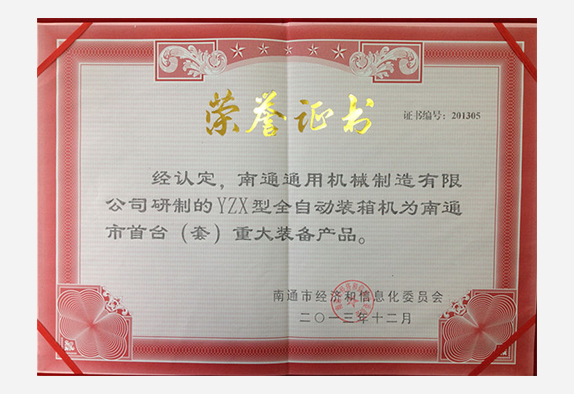 荣誉证书
证书编号：201305
经认定，南通通用机械制造有限
公司研制的YZX型全自动装箱机为南通
市首台（套）重大装备产品。
南通市经济和信息化委员会
二〇一三年十二月